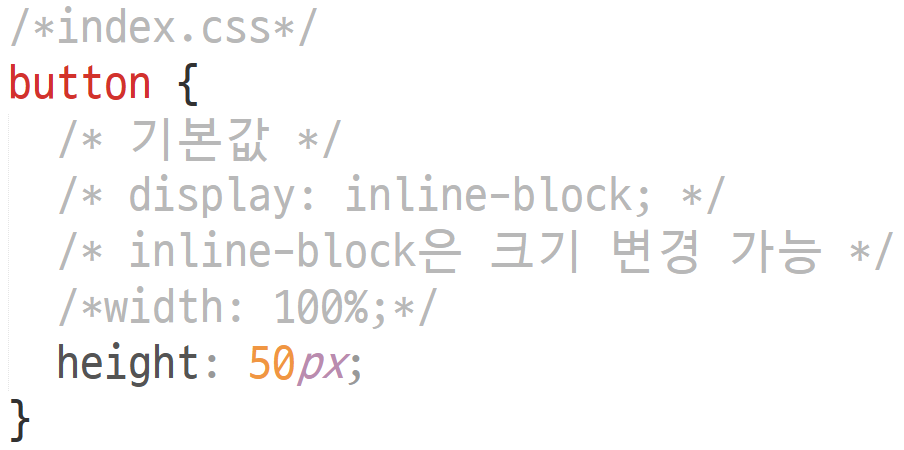 /*index.css*/
button {
/* 기본값 */
/* display: inline-block; */
/* inline-block은 크기 변경 가능 */
/*width: 100%;*/
height: 50px;
}